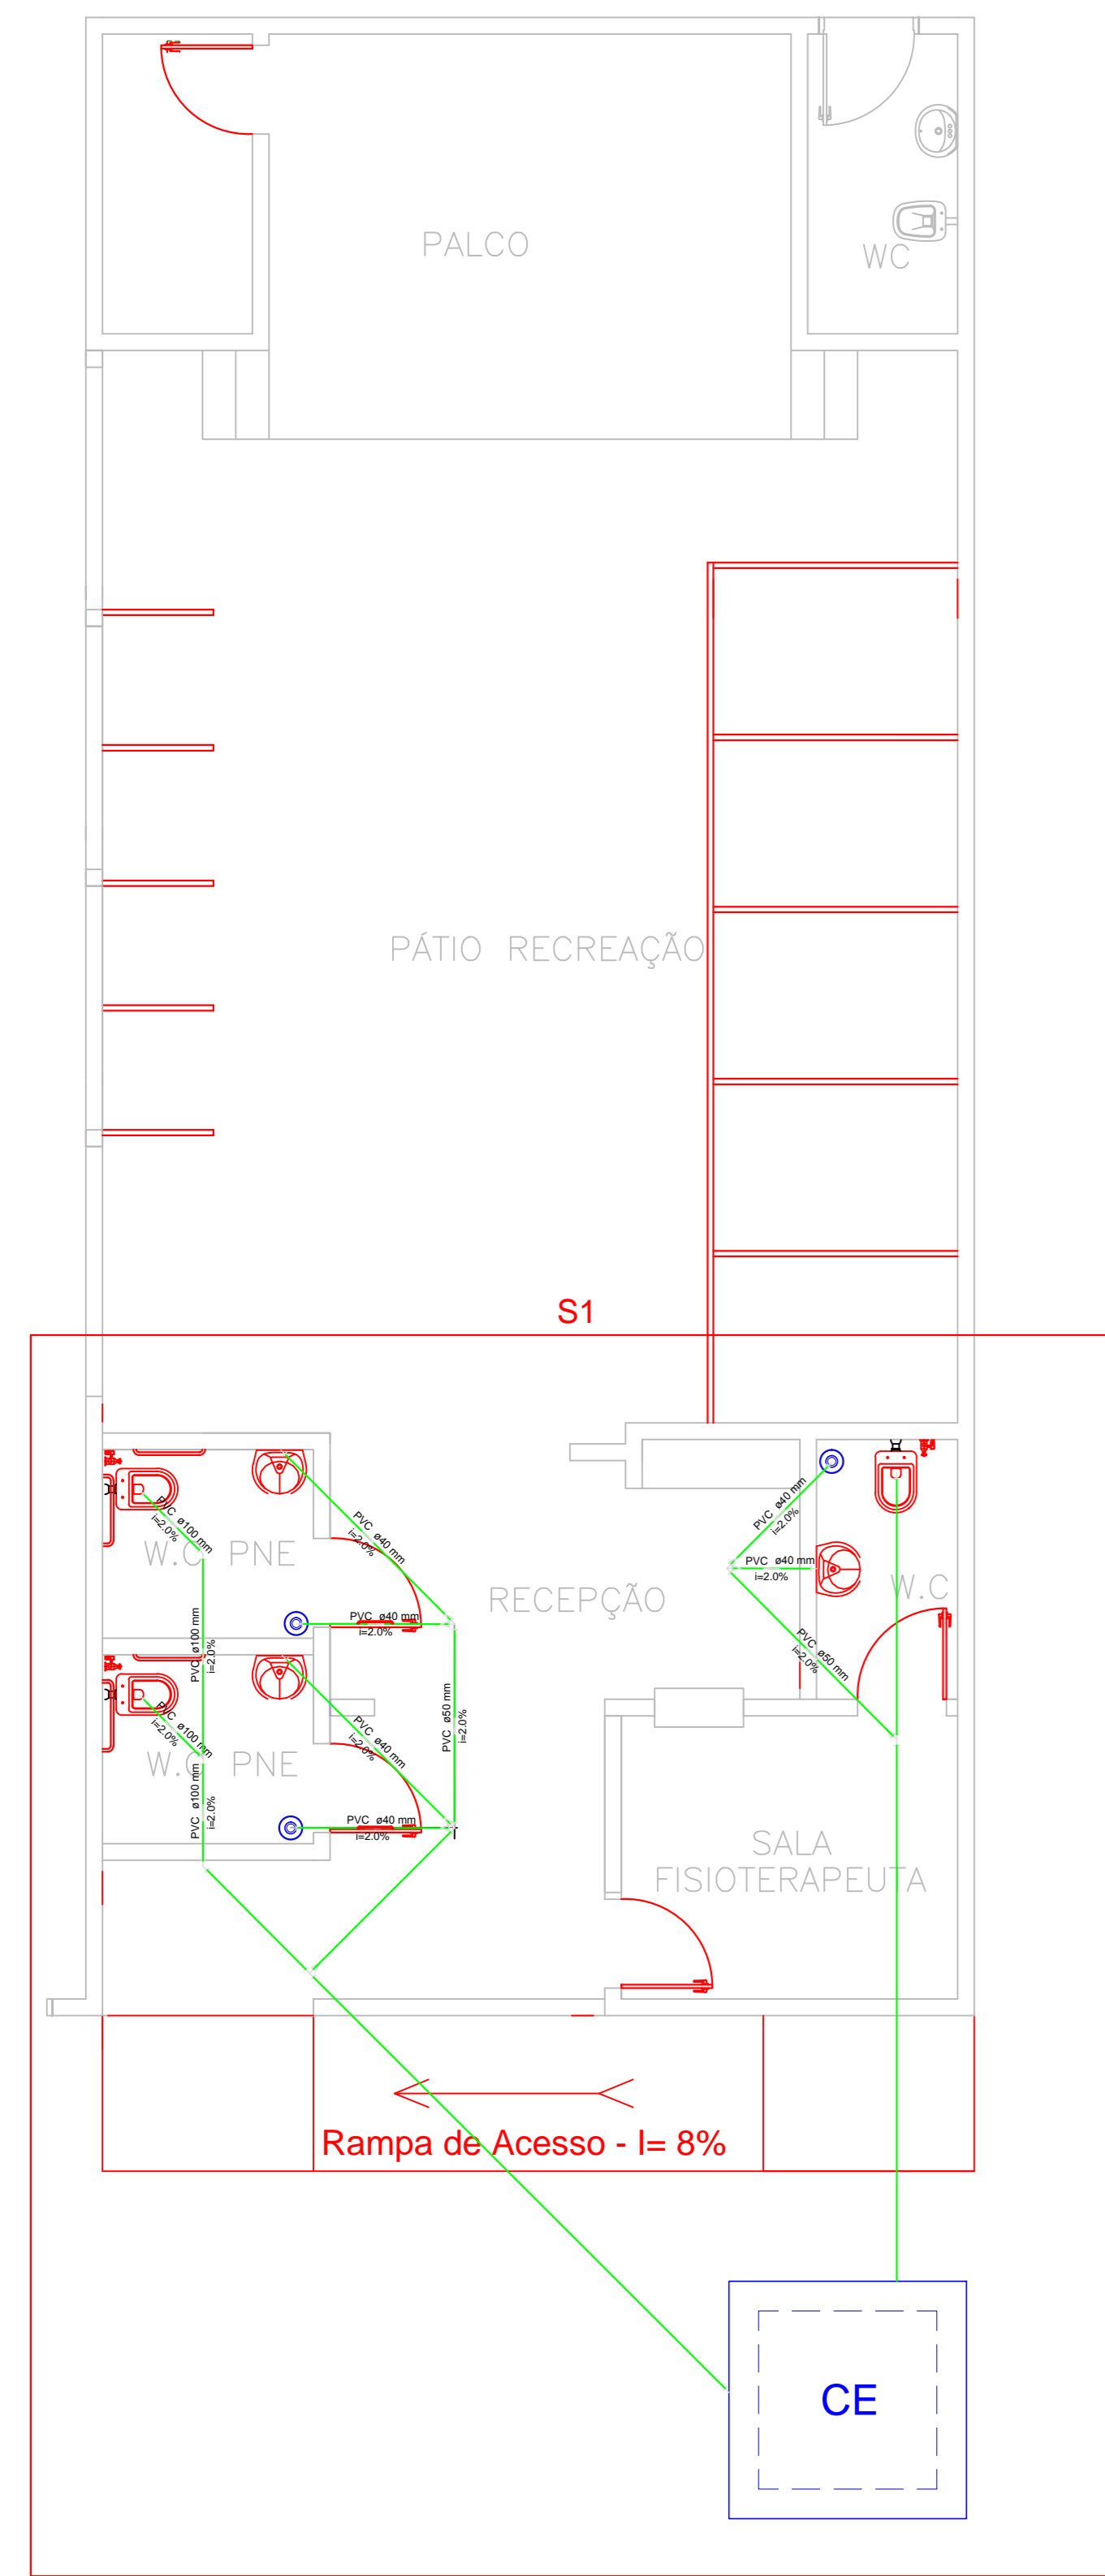 PALCO
WC
PÁTIO RECREAÇÃO
S1
PVC ø40 mm
i=2.0%
PVC ø40 mm
i=2.0%
PVC ø100 mm
i=2.0%
PVC ø40 mm
i=2.0%
W.C PNE
W.C
RECEPÇÃO
PVC ø40 mm
i=2.0%
PVC ø100 mm
i=2.0%
PVC ø50 mm
i=2.0%
PVC ø50 mm
i=2.0%
PVC ø100 mm
i=2.0%
PVC ø40 mm
i=2.0%
W.C PNE
PVC ø100 mm
i=2.0%
PVC ø40 mm
i=2.0%
SALA
FISIOTERAPEUTA
Rampa de Acesso - I= 8%
CE